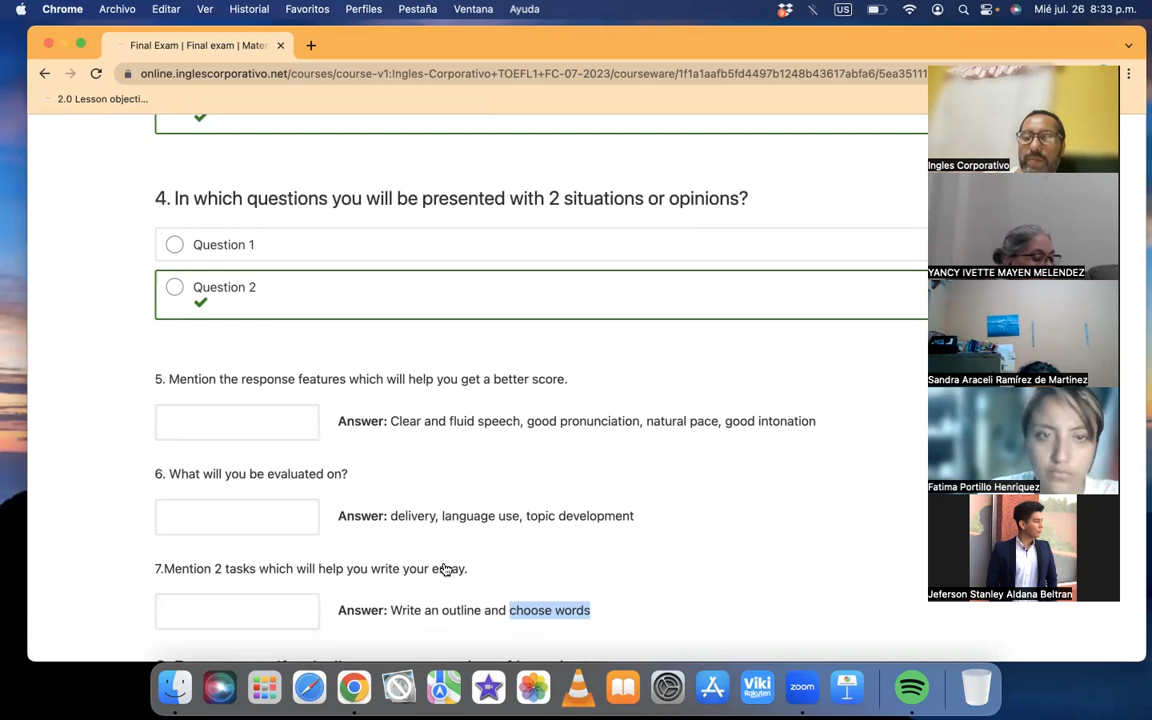 Chrome Archivo Editar Ver Historial Favoritos Perfiles Pestaña Ventana Ayuda US Mié jul. 26 8:33 p.m.
Final Exam | Final exam | Mater
online.inglescorporativo.net/courses/course-v1:Ingles-Corporativo+TOEFL1+FC-07-2023/courseware/1f1a1aafb5fd4497b1248b43617abfa6/5ea35111
2.0 Lesson objecti...
4. In which questions you will be presented with 2 situations or opinions?
Question 1
Question 2
5. Mention the response features which will help you get a better score.
Answer: Clear and fluid speech, good pronunciation, natural pace, good intonation
6. What will you be evaluated on?
Answer: delivery, language use, topic development
7.Mention 2 tasks which will help you write your essay.
Answer: Write an outline and choose words
Ingles Corporativo
YANCY IVETTE MAYEN MELENDEZ
Sandra Araceli Ramírez de Martinez
Fatima Portillo Henriquez
Jeferson Stanley Aldana Beltran
Viki
Rakuten
zoom